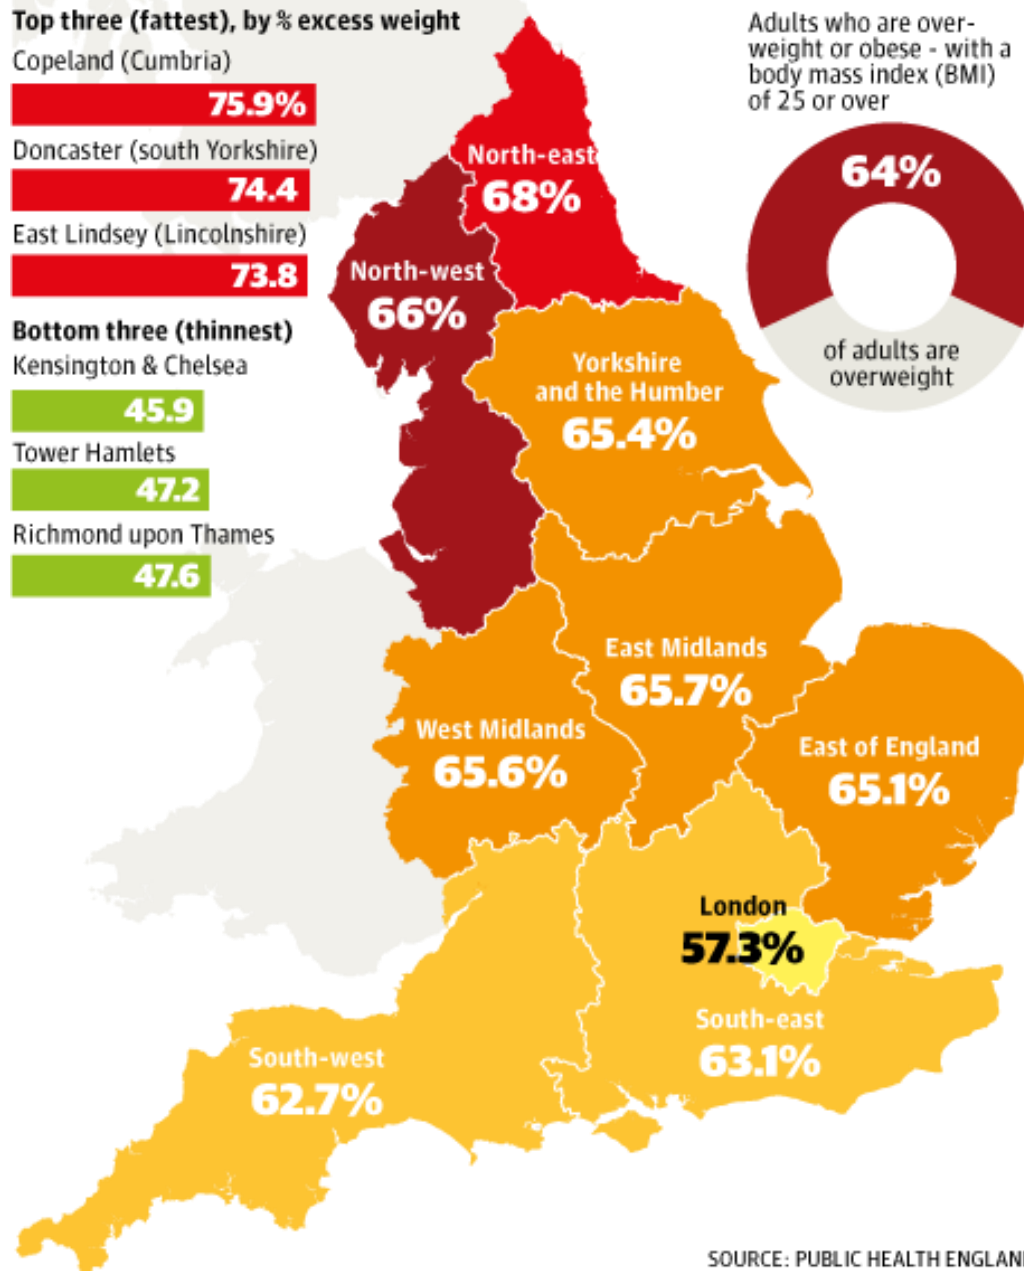 Top three (fattest), by % excess weight
Copeland (Cumbria)
75.9%
Doncaster (south Yorkshire)
74.4
East Lindsey (Lincolnshire)
73.8
Bottom three (thinnest)
Kensington & Chelsea
45.9
Tower Hamlets
47.2
Richmond upon Thames
47.6
Adults who are over-
weight or obese - with a
body mass index (BMI)
of 25 or over
64%
of adults are
overweight
North-east
68%
North-west
66%
Yorkshire
and the Humber
65.4%
East Midlands
65.7%
West Midlands
65.6%
East of England
65.1%
London
57.3%
South-east
63.1%
South-west
62.7%
SOURCE: PUBLIC HEALTH ENGLAND